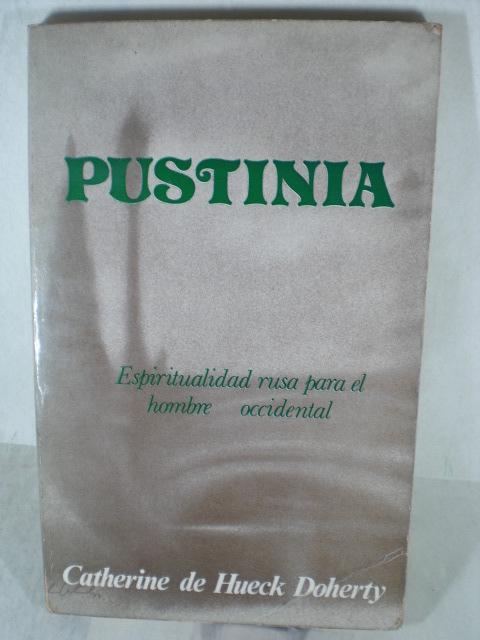 PUSTINIA
Espiritualidad rusa para el
hombre occidental
Catherine de Hueck Doherty